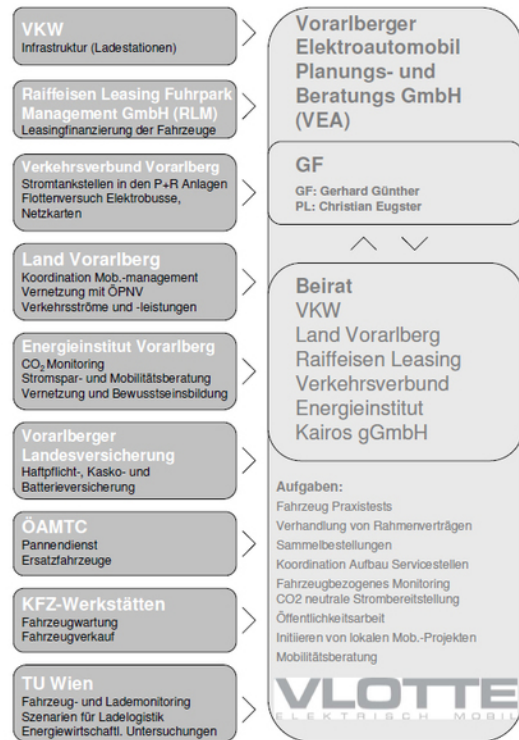 VKW
Infrastruktur (Ladestationen)
Raiffeisen Leasing Fuhrpark
Management GmbH (RLM)
Leasingfinanzierung der Fahrzeuge
Verkehrsverbund Vorarlberg
Stromtankstellen in den P+R Anlagen
Flottenversuch Elektrobusse,
Netzkarten
Land Vorarlberg
Koordination Mob.-management
Vernetzung mit ÖPNV
Verkehrsströme und -leistungen
Energieinstitut Vorarlberg
CO₂ Monitoring
Stromspar- und Mobilitätsberatung
Vernetzung und Bewusstseinsbildung
Vorarlberger
Landesversicherung
Haftpflicht-, Kasko- und
Batterieversicherung
ÖAMTC
Pannendienst
Ersatzfahrzeuge
KFZ-Werkstätten
Fahrzeugwartung
Fahrzeugverkauf
TU Wien
Fahrzeug- und Lademonitoring
Szenarien für Ladelogistik
Energiewirtschaftl. Untersuchungen
Vorarlberger
Elektroautomobil
Planungs- und
Beratungs GmbH
(VEA)
GF
GF: Gerhard Günther
PL: Christian Eugster
Beirat
VKW
Land Vorarlberg
Raiffeisen Leasing
Verkehrsverbund
Energieinstitut
Kairos gGmbH
Aufgaben:
Fahrzeug Praxistests
Verhandlung von Rahmenverträgen
Sammelbestellungen
Koordination Aufbau Servicestellen
Fahrzeugbezogenes Monitoring
CO2 neutrale Strombereitstellung
Öffentlichkeitsarbeit
Initiieren von lokalen Mob.-Projekten
Mobilitätsberatung
VLOTTE
ELEKTRISCH MOBIL